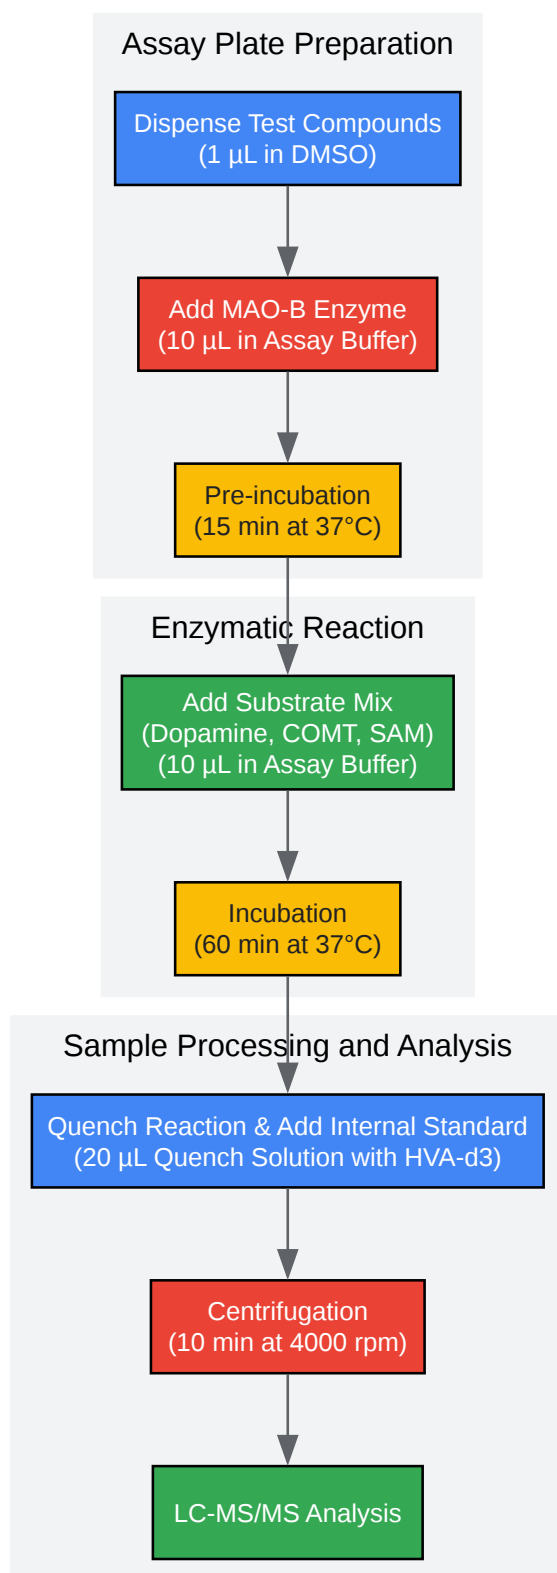 Assay Plate Preparation
Dispense Test Compounds
(1 µL in DMSO)
Add MAO-B Enzyme
(10 µL in Assay Buffer)
Pre-incubation
(15 min at 37°C)
Enzymatic Reaction
Add Substrate Mix
(Dopamine, COMT, SAM)
(10 µL in Assay Buffer)
Incubation
(60 min at 37°C)
Sample Processing and Analysis
Quench Reaction & Add Internal Standard
(20 µL Quench Solution with HVA-d3)
Centrifugation
(10 min at 4000 rpm)
LC-MS/MS Analysis